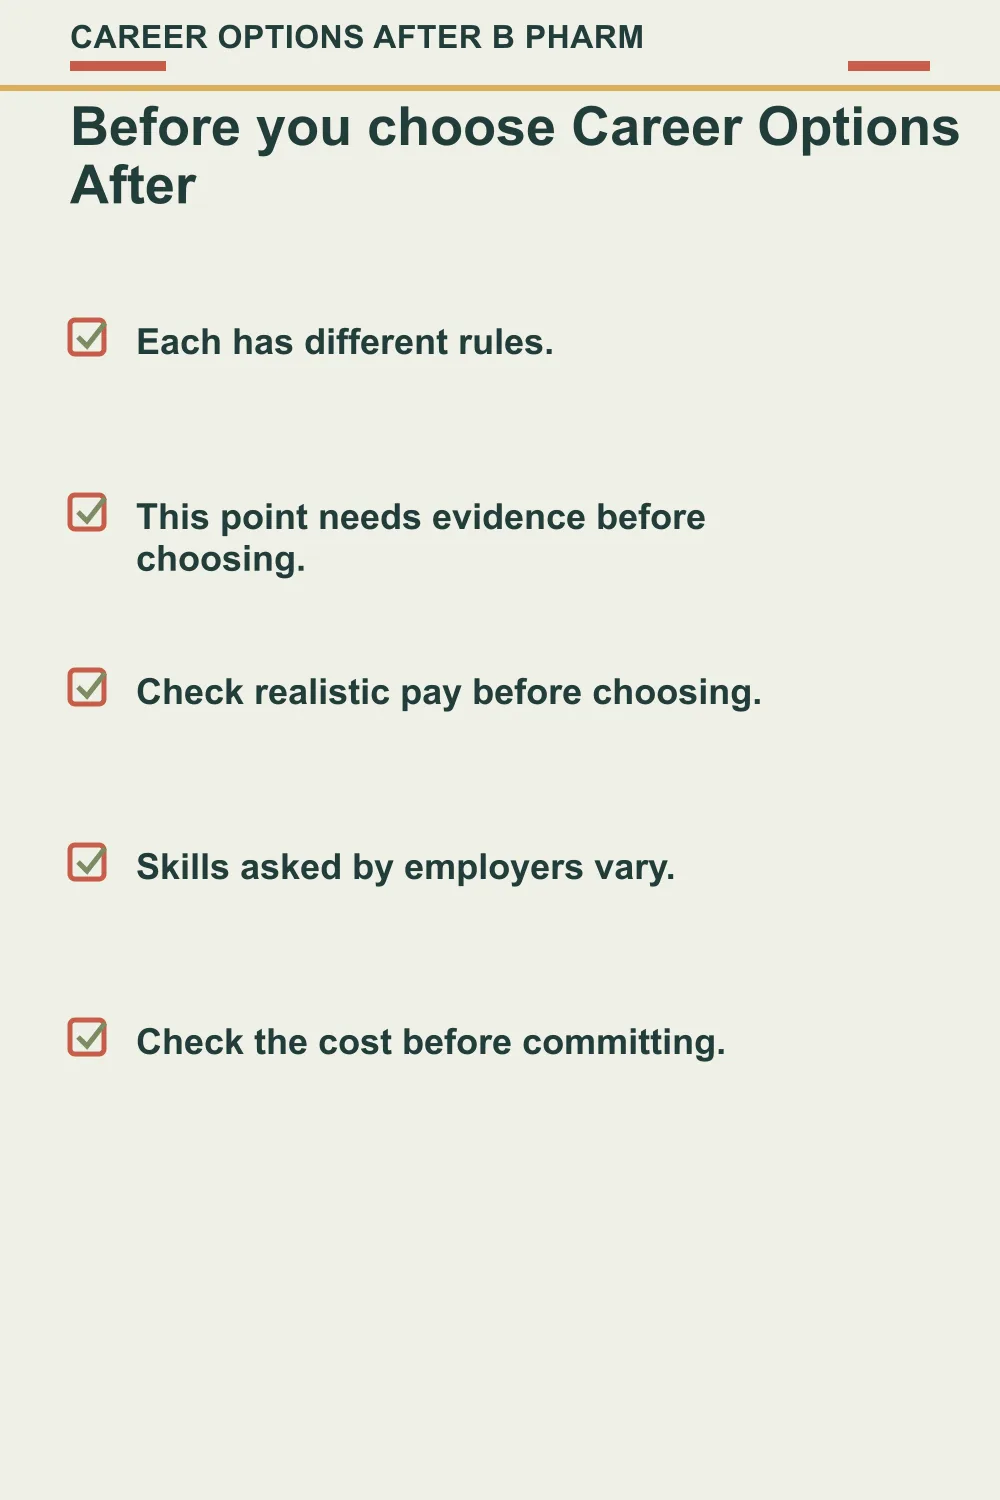 CAREER OPTIONS AFTER B PHARM
Before you choose Career Options
After
Each has different rules.
This point needs evidence before
choosing.
Check realistic pay before choosing.
Skills asked by employers vary.
Check the cost before committing.